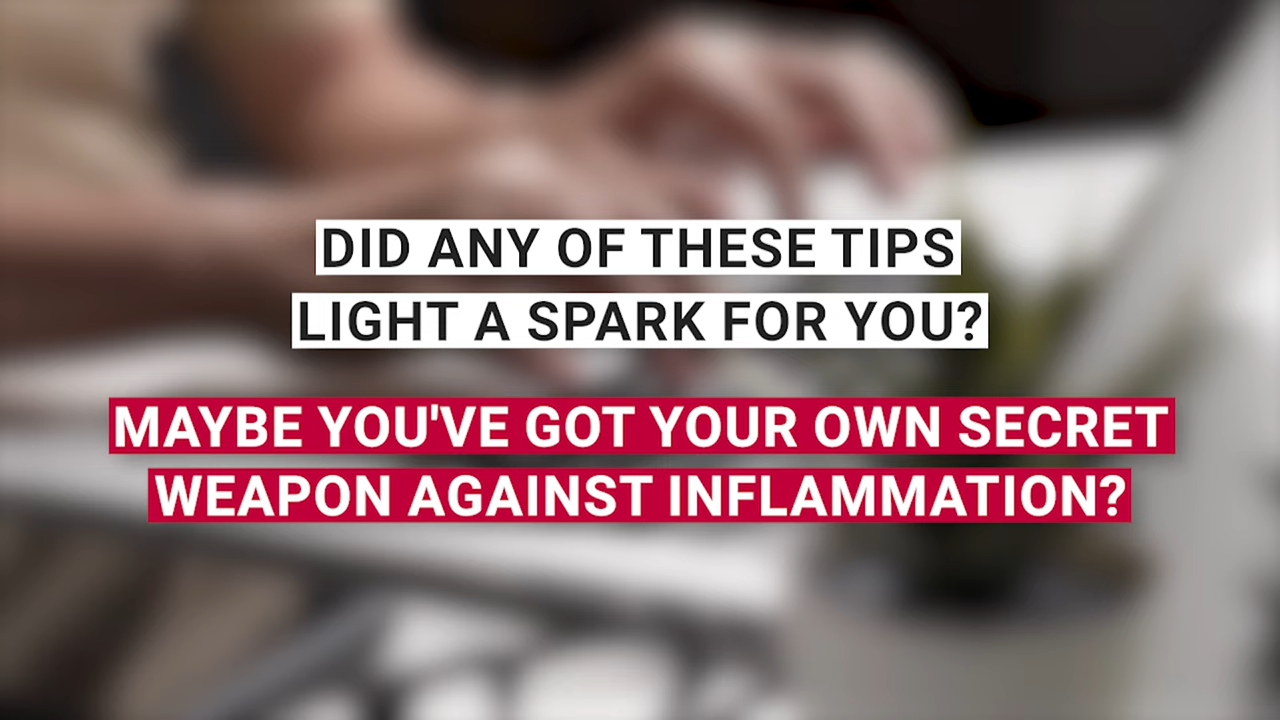 DID ANY OF THESE TIPS
LIGHT A SPARK FOR YOU?
MAYBE YOU'VE GOT YOUR OWN SECRET
WEAPON AGAINST INFLAMMATION?